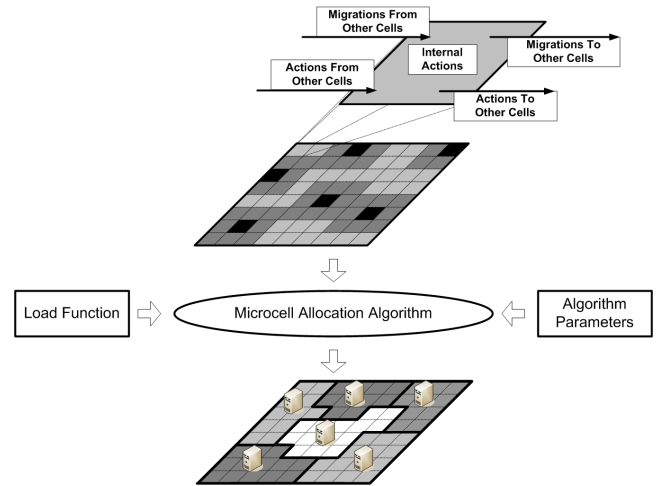 Migrations From
Other Cells
Internal
Actions
Migrations To
Other Cells
Actions From
Other Cells
Actions To
Other Cells
Load Function
Microcell Allocation Algorithm
Algorithm
Parameters